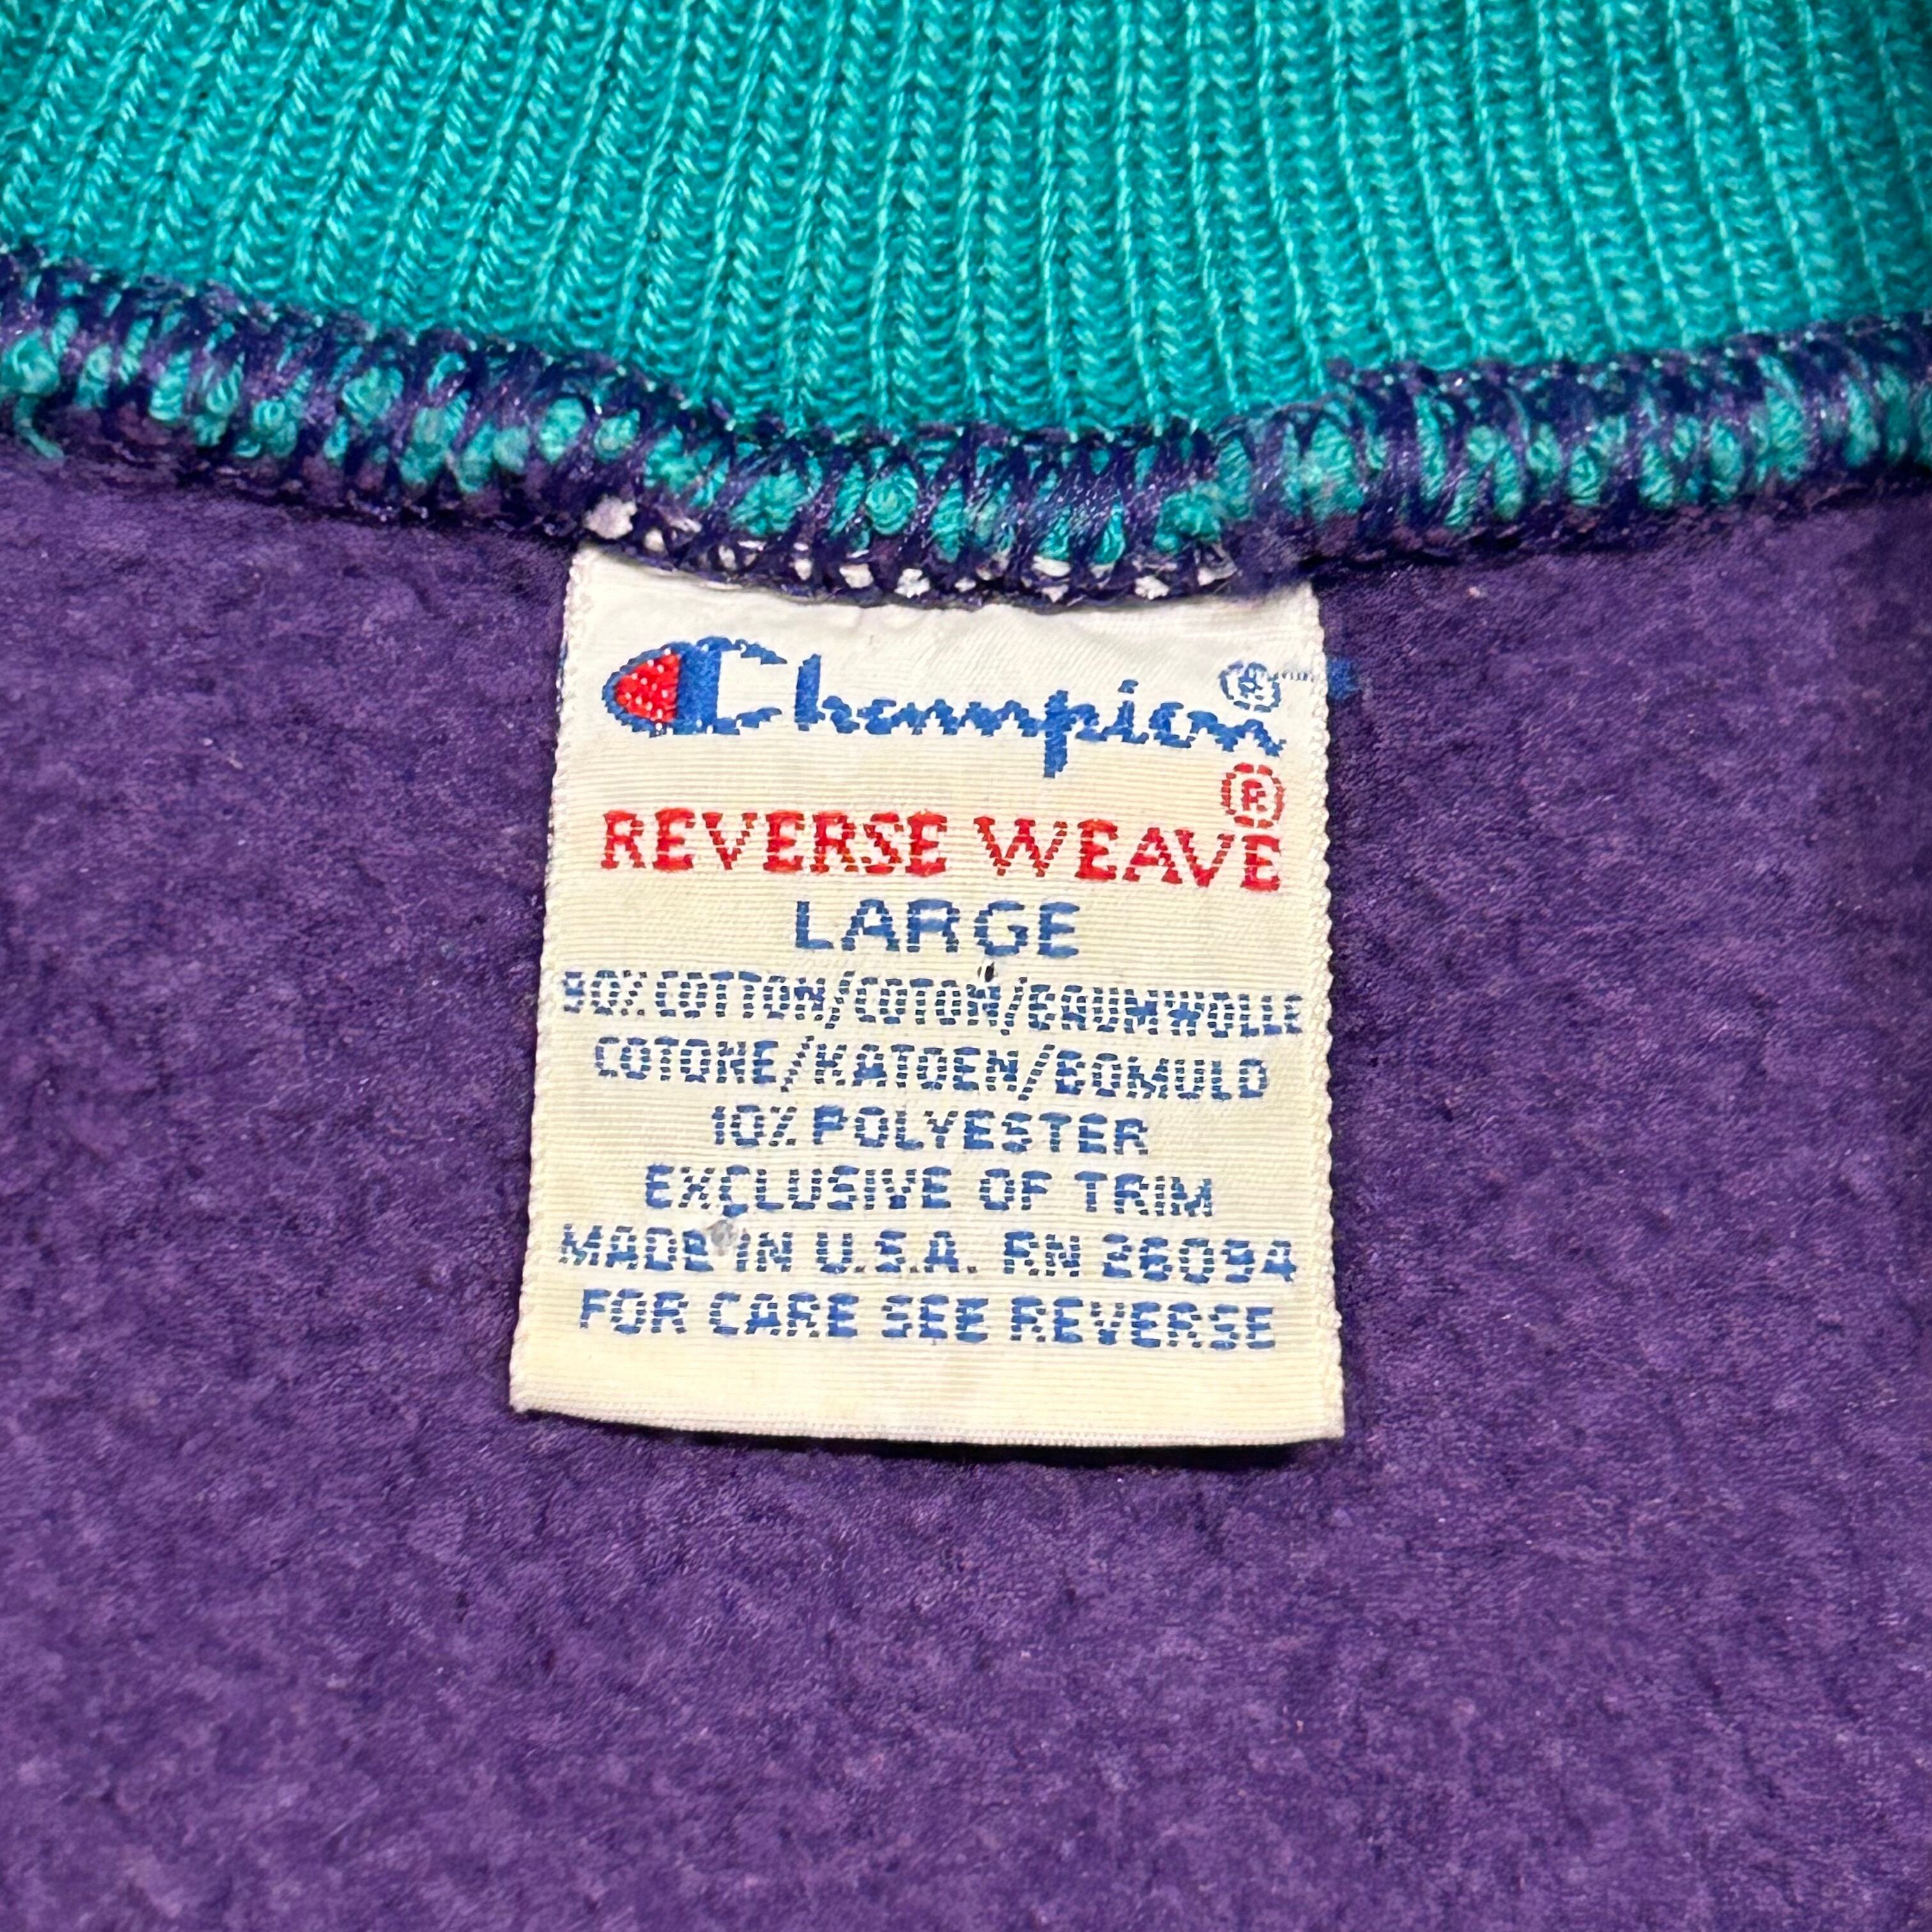 Champion®
REVERSE WEAVE®
LARGE
90% COTTON/COTON/BAUMWOLLE
COTONE/KATOEN/BOMULD
10% POLYESTER
EXCLUSIVE OF TRIM
MADE IN U.S.A. RN 26094
FOR CARE SEE REVERSE